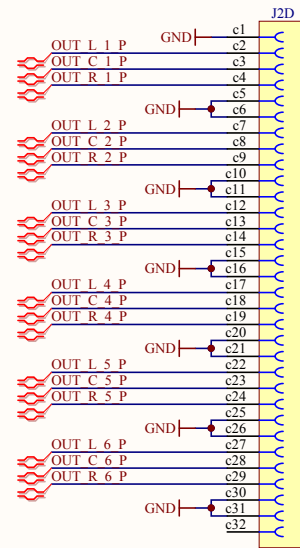 J2D
GND c1
OUT_L_1_P c2
OUT_C_1_P c3
OUT_R_1_P c4
c5
GND c6
OUT_L_2_P c7
OUT_C_2_P c8
OUT_R_2_P c9
c10
GND c11
OUT_L_3_P c12
OUT_C_3_P c13
OUT_R_3_P c14
c15
GND c16
OUT_L_4_P c17
OUT_C_4_P c18
OUT_R_4_P c19
c20
GND c21
OUT_L_5_P c22
OUT_C_5_P c23
OUT_R_5_P c24
c25
GND c26
OUT_L_6_P c27
OUT_C_6_P c28
OUT_R_6_P c29
c30
GND c31
c32